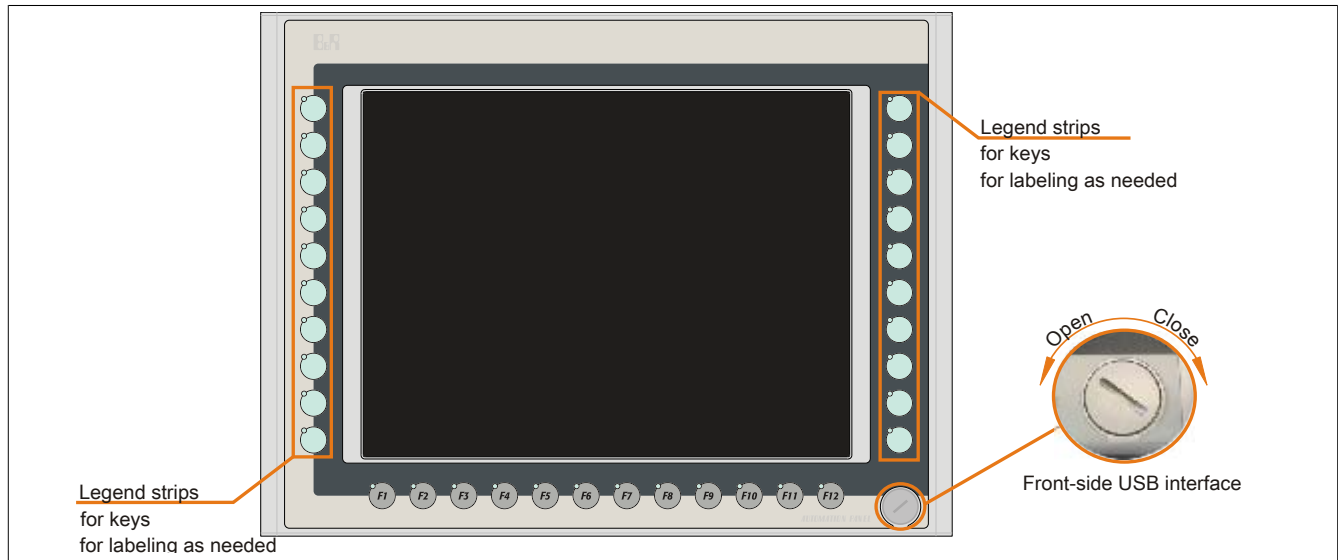 B&R
Legend strips
for keys
for labeling as needed
Open
Close
Front-side USB interface
Legend strips
for keys
for labeling as needed
F1 F2 F3 F4 F5 F6 F7 F8 F9 F10 F11 F12